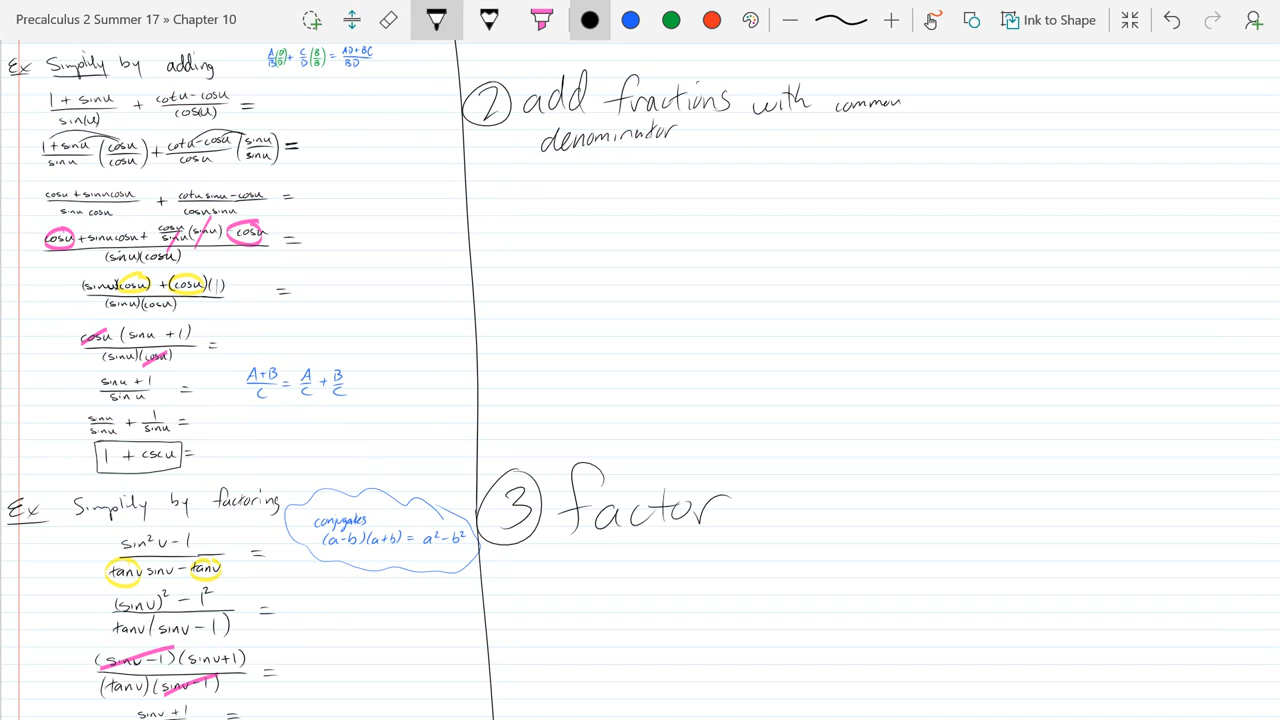 Precalculus 2 Summer 17 » Chapter 10
Ink to Shape
Ex Simplify by adding
A/B(D/D) + C/D(B/B) = AD+BC/BD
1 + sinu/sin(u) + cotu-cosu/cos(u) =
1+sinu/sinu (cosu/cosu) + cotu-cosu/cosu (sinu/sinu) =
cosu + sinucosu/sinu cosu + cotusinu-cosu/cosusinu =
cosu + sinucosu + cosu/sinu (sinu) - cosu/(sinu)(cosu) =
(sinu)(cosu) + (cosu)(1)/(sinu)(cosu) =
cosu (sinu + 1)/(sinu)(cosu) =
sinu + 1/sinu =
A+B/C = A/C + B/C
sinu/sinu + 1/sinu =
1 + cscu =
Ex Simplify by factoring
conjugates
(a-b)(a+b) = a²-b²
sin²v-1/tanv sinv - tanv =
(sinv)² - 1²/tanv(sinv-1) =
(sinv-1)(sinv+1)/(tanv)(sinv-1) =
sinv+1 =
2 add fractions with common
denominator
3 factor